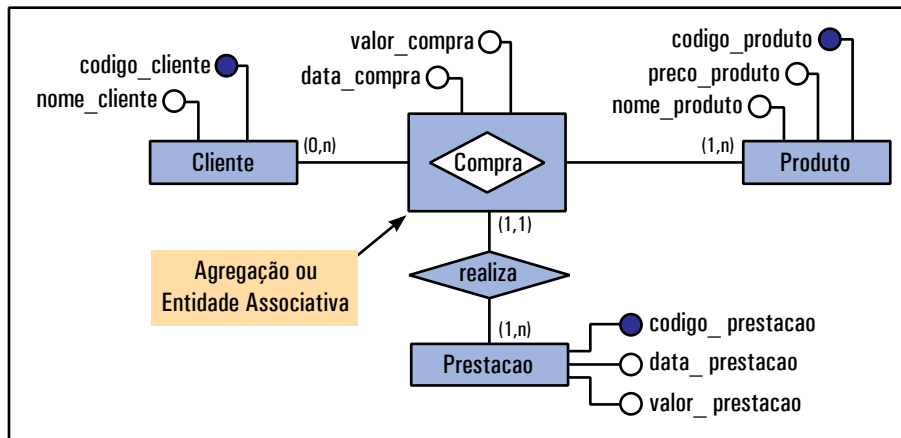 valor_compra
codigo_produto
codigo_cliente
data_compra
preco_produto
nome_cliente
nome_produto
(0,n)
(1,n)
Cliente
Compra
Produto
(1,1)
Agregação ou
Entidade Associativa
realiza
(1,n)
codigo_ prestacao
Prestacao
data_ prestacao
valor_ prestacao